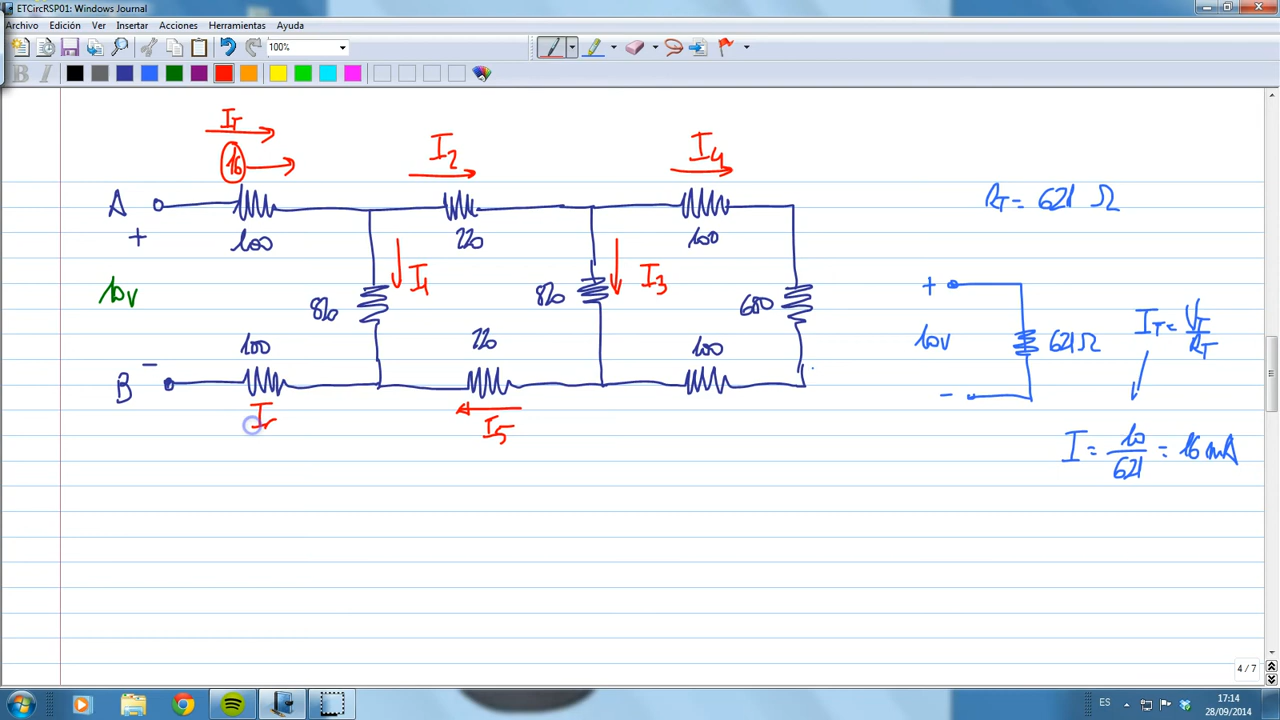 ETCircRSP01: Windows Journal
Archivo Edición Ver Insertar Acciones Herramientas Ayuda
100%
B I
IT
16
I2
I4
A
+
100
220
100
RT = 621 Ω
10V
I1
I3
820
820
680
+
10V
621Ω
-
IT = VT/RT
100
220
100
B -
IT
I5
I = 10/621 = 16 mA
4 / 7
ES
17:14
28/09/2014